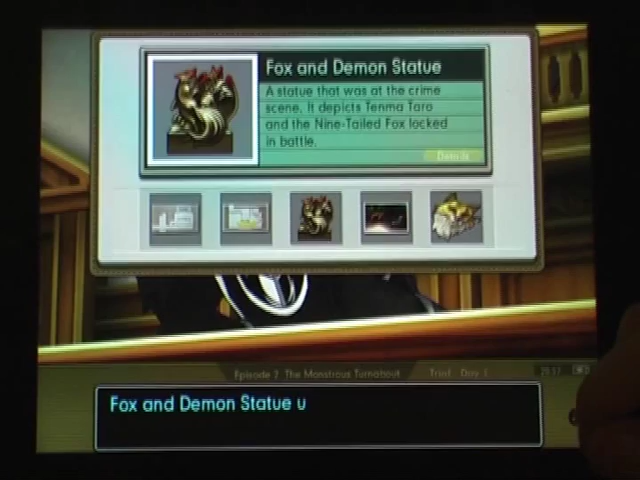 Fox and Demon Statue
A statue that was at the crime
scene. It depicts Tenma Taro
and the Nine-Tailed Fox locked
in battle.
Details
Episode 2 The Monstrous Turnabout Trial Day 1
Fox and Demon Statue u